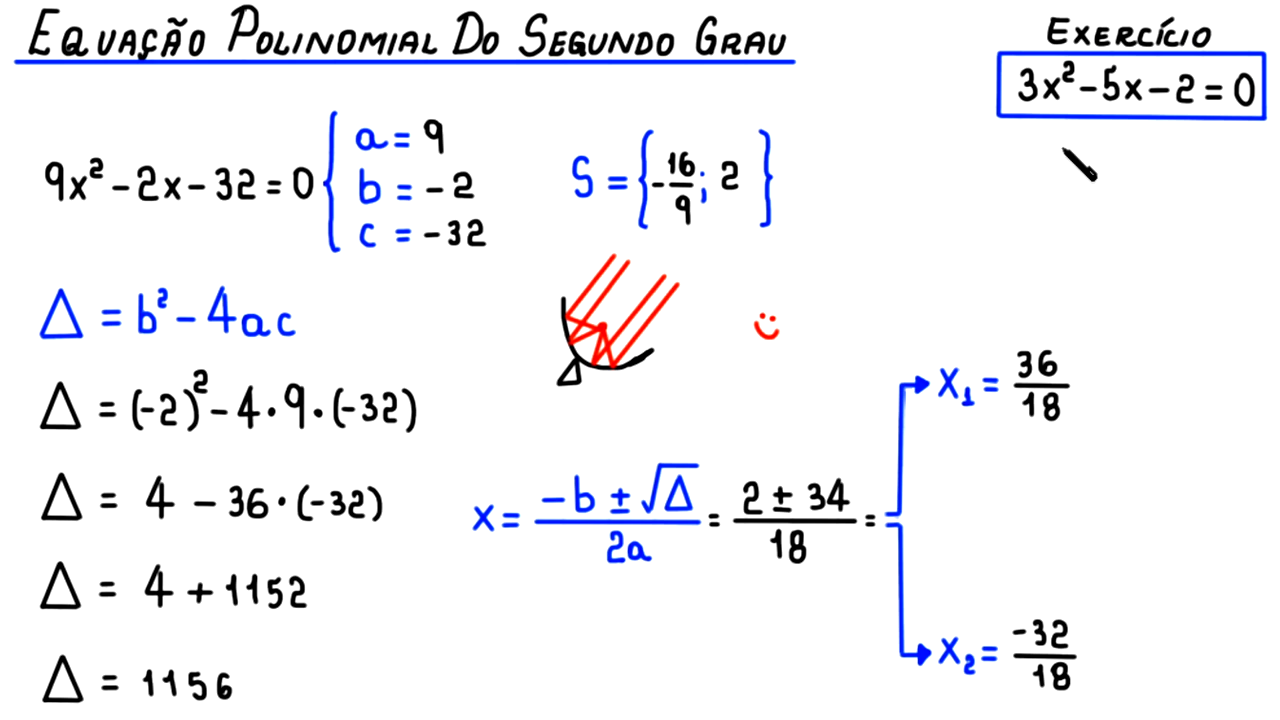 EQUAÇÃO POLINOMIAL DO SEGUNDO GRAU
EXERCÍCIO
3x² - 5x - 2 = 0
9x² - 2x - 32 = 0 { a = 9
b = -2
c = -32
S = { -16/9 ; 2 }
Δ = b² - 4ac
Δ = (-2)² - 4 · 9 · (-32)
Δ = 4 - 36 · (-32)
Δ = 4 + 1152
Δ = 1156
Δ
x = (-b ± √Δ)/2a = (2 ± 34)/18 =
x₁ = 36/18
x₂ = -32/18